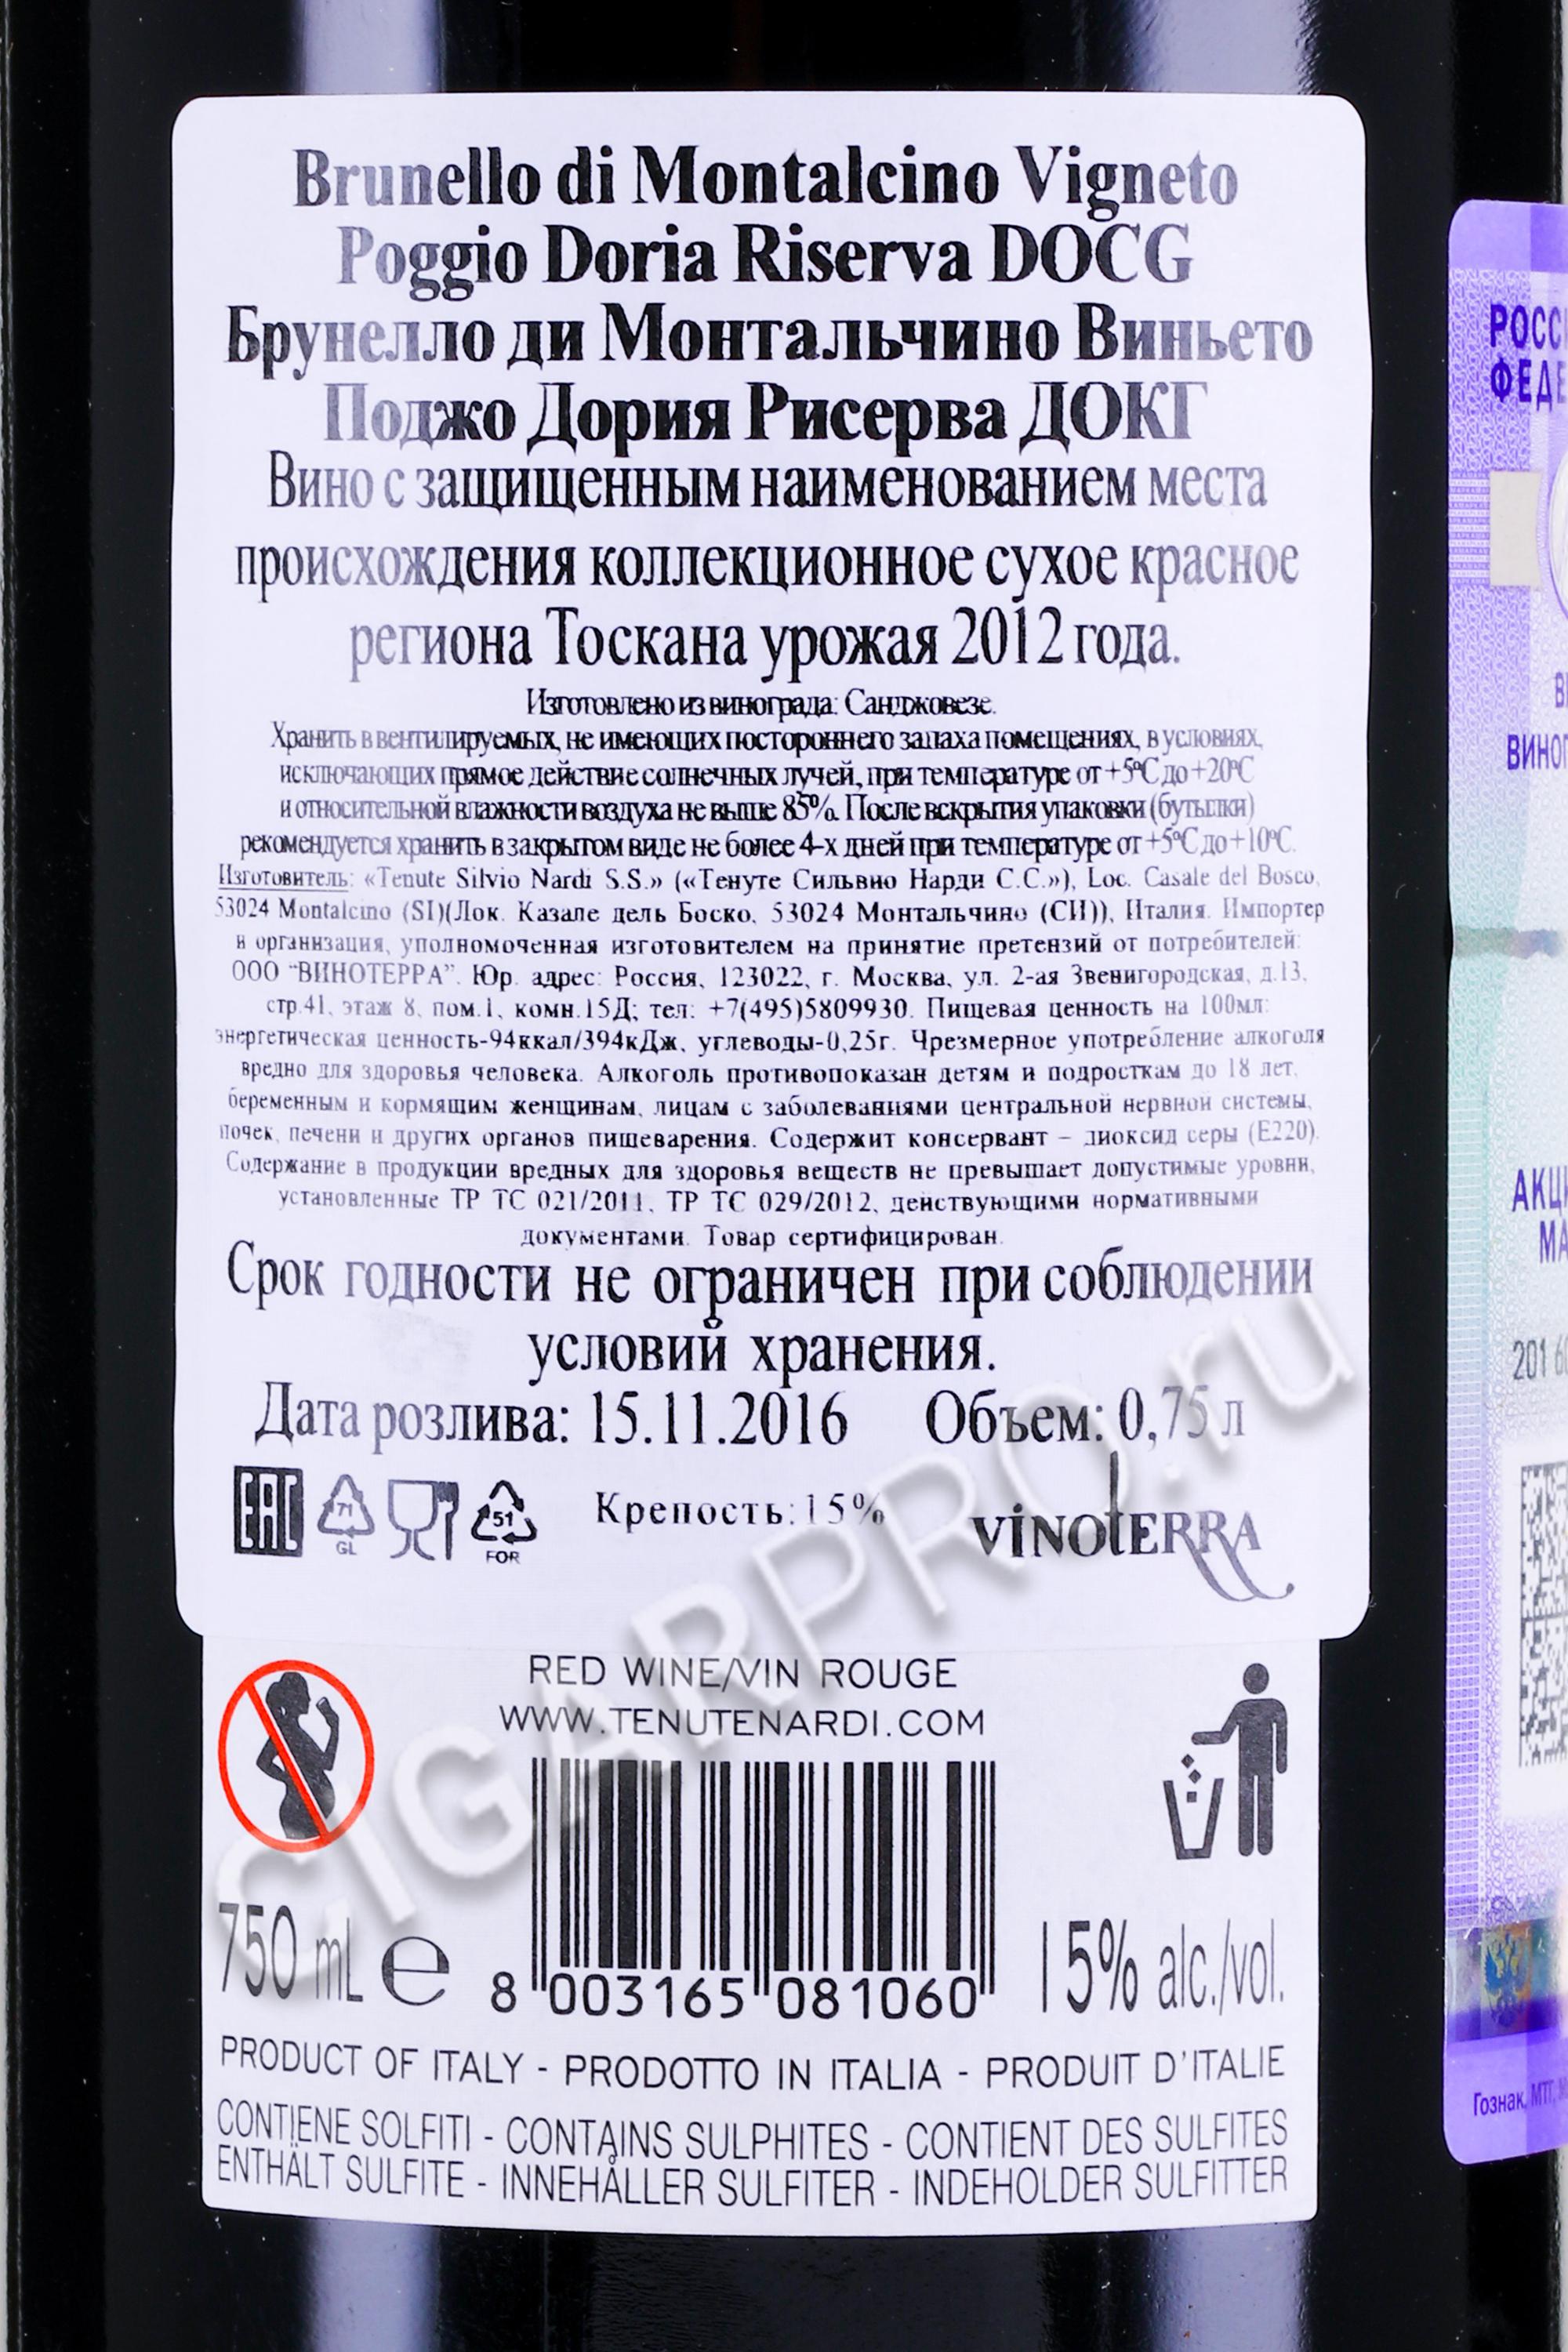 Brunello di Montalcino Vigneto
Poggio Doria Riserva DOCG
Брунелло ди Монтальчино Виньето
Поджо Дория Рисерва ДОКГ
Вино с защищенным наименованием места
происхождения коллекционное сухое красное
региона Тоскана урожая 2012 года.
Изготовлено из винограда: Санджовезе.
Хранить в вентилируемых, не имеющих постороннего запаха помещениях, в условиях,
исключающих прямое действие солнечных лучей, при температуре от +5°C до +20°C
и относительной влажности воздуха не выше 85%. После вскрытия упаковки (бутылки)
рекомендуется хранить в закрытом виде не более 4-х дней при температуре от +5°C до +10°C.
Изготовитель: «Tenute Silvio Nardi S.S.» («Тенуте Сильвио Нарди С.С.»), Loc. Casale del Bosco,
53024 Montalcino (SI)(Лок. Казале дель Боско, 53024 Монтальчино (СИ)), Италия. Импортер
и организация, уполномоченная изготовителем на принятие претензий от потребителей:
ООО "ВИНОТЕРРА". Юр. адрес: Россия, 123022, г. Москва, ул. 2-ая Звенигородская, д.13,
стр.41, этаж 8, пом.1, комн.15Д; тел: +7(495)5809930. Пищевая ценность на 100мл:
энергетическая ценность-94ккал/394кДж, углеводы-0,25г. Чрезмерное употребление алкоголя
вредно для здоровья человека. Алкоголь противопоказан детям и подросткам до 18 лет,
беременным и кормящим женщинам, лицам с заболеваниями центральной нервной системы,
почек, печени и других органов пищеварения. Содержит консервант – диоксид серы (Е220).
Содержание в продукции вредных для здоровья веществ не превышает допустимые уровни,
установленные ТР ТС 021/2011, ТР ТС 029/2012, действующими нормативными
документами. Товар сертифицирован.
Срок годности не ограничен при соблюдении
условий хранения.
Дата розлива: 15.11.2016 Объем: 0,75 л
EAC 71 GL 51 FOR Крепость: 15% VINOTERRA
CIGARPRO.ru
RED WINE/VIN ROUGE
WWW.TENUTENARDI.COM
750 mL e 8 003165 081060 15% alc./vol.
PRODUCT OF ITALY - PRODOTTO IN ITALIA - PRODUIT D'ITALIE
CONTIENE SOLFITI - CONTAINS SULPHITES - CONTIENT DES SULFITES
ENTHÄLT SULFITE - INNEHÅLLER SULFITER - INDEHOLDER SULFITTER
Гознак, МТГ,